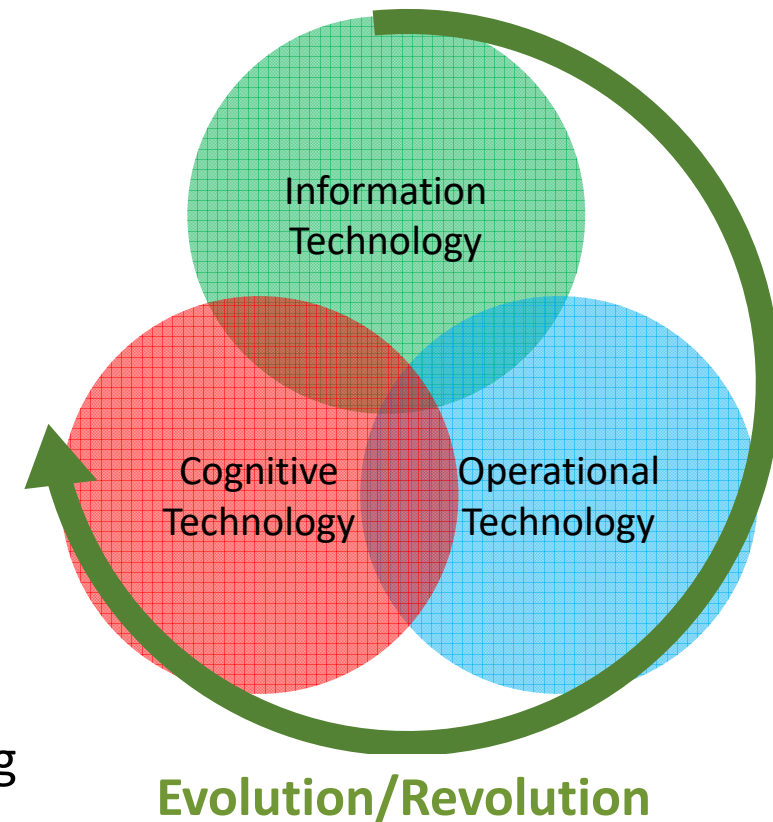 Information
Technology
Cognitive
Technology
Operational
Technology
g
Evolution/Revolution